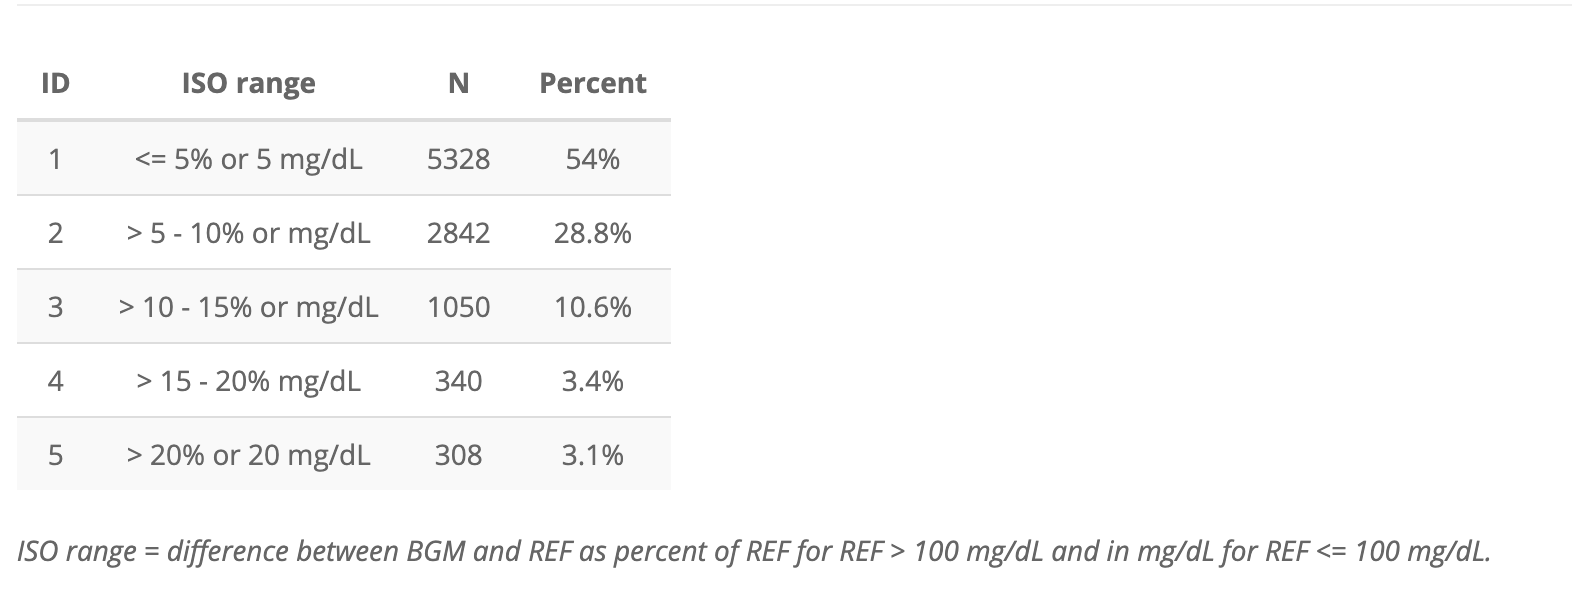 ID ISO range N Percent
1 <= 5% or 5 mg/dL 5328 54%
2 > 5 - 10% or mg/dL 2842 28.8%
3 > 10 - 15% or mg/dL 1050 10.6%
4 > 15 - 20% mg/dL 340 3.4%
5 > 20% or 20 mg/dL 308 3.1%
ISO range = difference between BGM and REF as percent of REF for REF > 100 mg/dL and in mg/dL for REF <= 100 mg/dL.